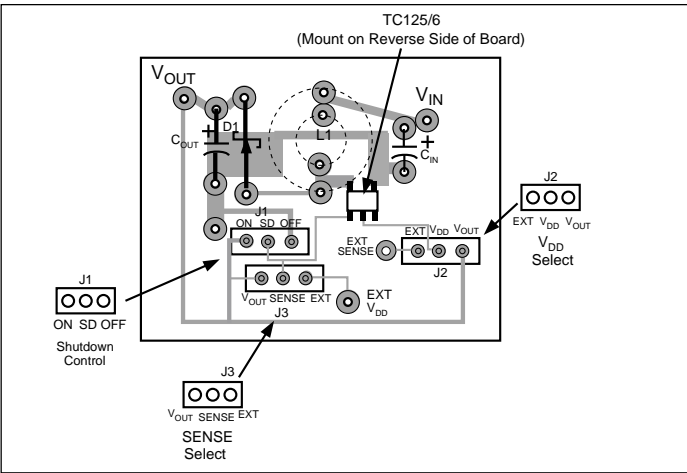 TC125/6
(Mount on Reverse Side of Board)
VOUT
VIN
D1
COUT
+
L1
+
CIN
J1
ON SD OFF
EXT SENSE
EXT VDD VOUT
J2
VOUT SENSE EXT
J3
EXT VDD
J2
EXT VDD VOUT
VDD
Select
J1
ON SD OFF
Shutdown
Control
J3
VOUT SENSE EXT
SENSE
Select